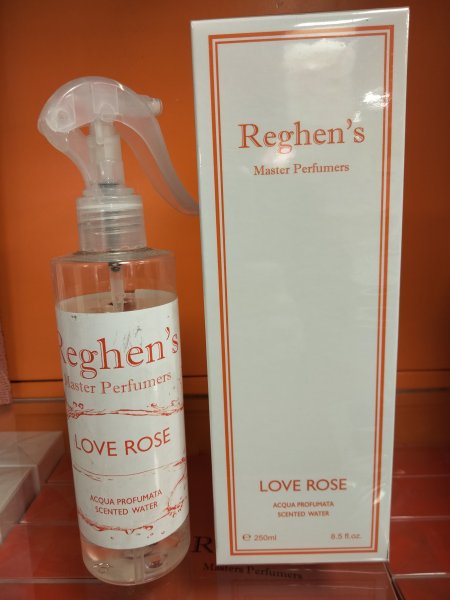 Reghen's
Master Perfumers
LOVE ROSE
ACQUA PROFUMATA
SCENTED WATER
Reghen's
Master Perfumers
LOVE ROSE
ACQUA PROFUMATA
SCENTED WATER
e 250ml 8.5 fl.oz.
Masters Perfumers